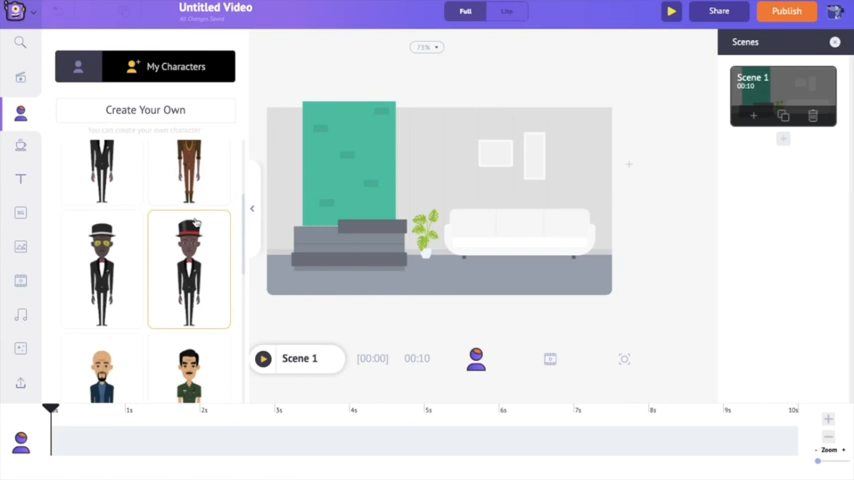 Untitled Video
All Changes Saved
Full
Lite
Share
Publish
My Characters
Create Your Own
You can create your own character
73%
Scenes
Scene 1
00:10
Scene 1
[00:00]
00:10
1s
2s
3s
4s
5s
6s
7s
8s
9s
10s
- Zoom +